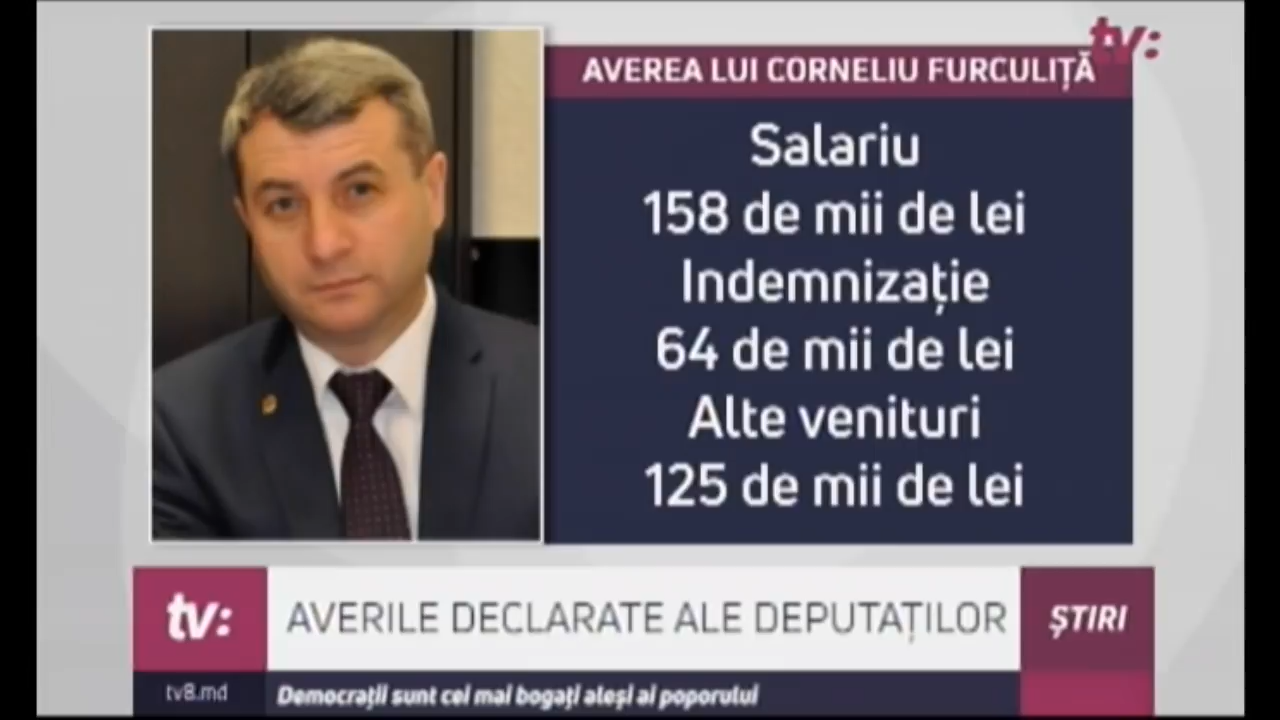 tv:
AVEREA LUI CORNELIU FURCULIȚĂ
Salariu
158 de mii de lei
Indemnizație
64 de mii de lei
Alte venituri
125 de mii de lei
tv:
AVERILE DECLARATE ALE DEPUTAȚILOR
ȘTIRI
tv8.md
Democrații sunt cei mai bogați aleși ai poporului